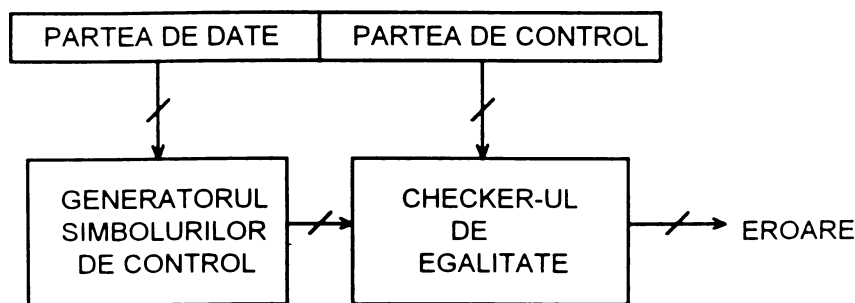 PARTEA DE DATE
PARTEA DE CONTROL
GENERATORUL
SIMBOLURILOR
DE CONTROL
CHECKER-UL
DE
EGALITATE
EROARE